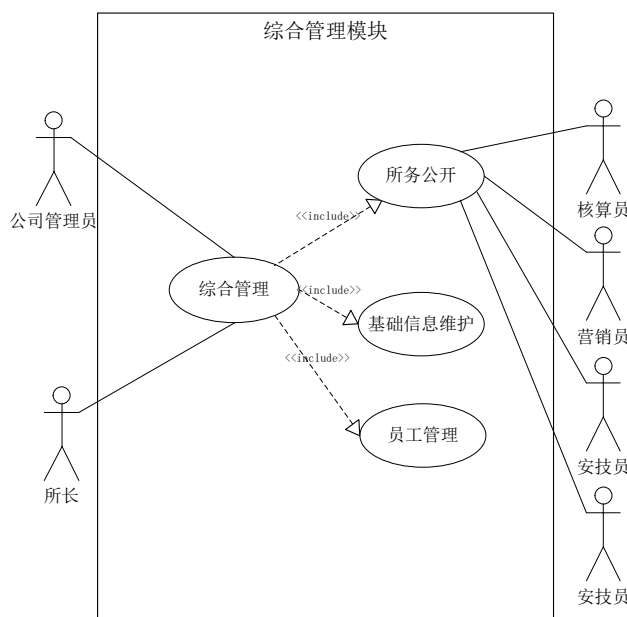 综合管理模块
公司管理员
所务公开
核算员
<<include>>
综合管理
<<include>>
基础信息维护
营销员
<<include>>
员工管理
安技员
所长
安技员